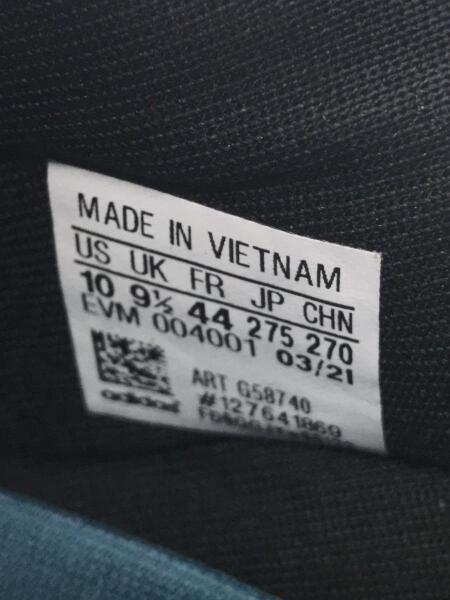 MADE IN VIETNAM
US UK FR JP CHN
10 9½ 44 275 270
EVM 004001 03/21
ART G58740
#127641869
adidas